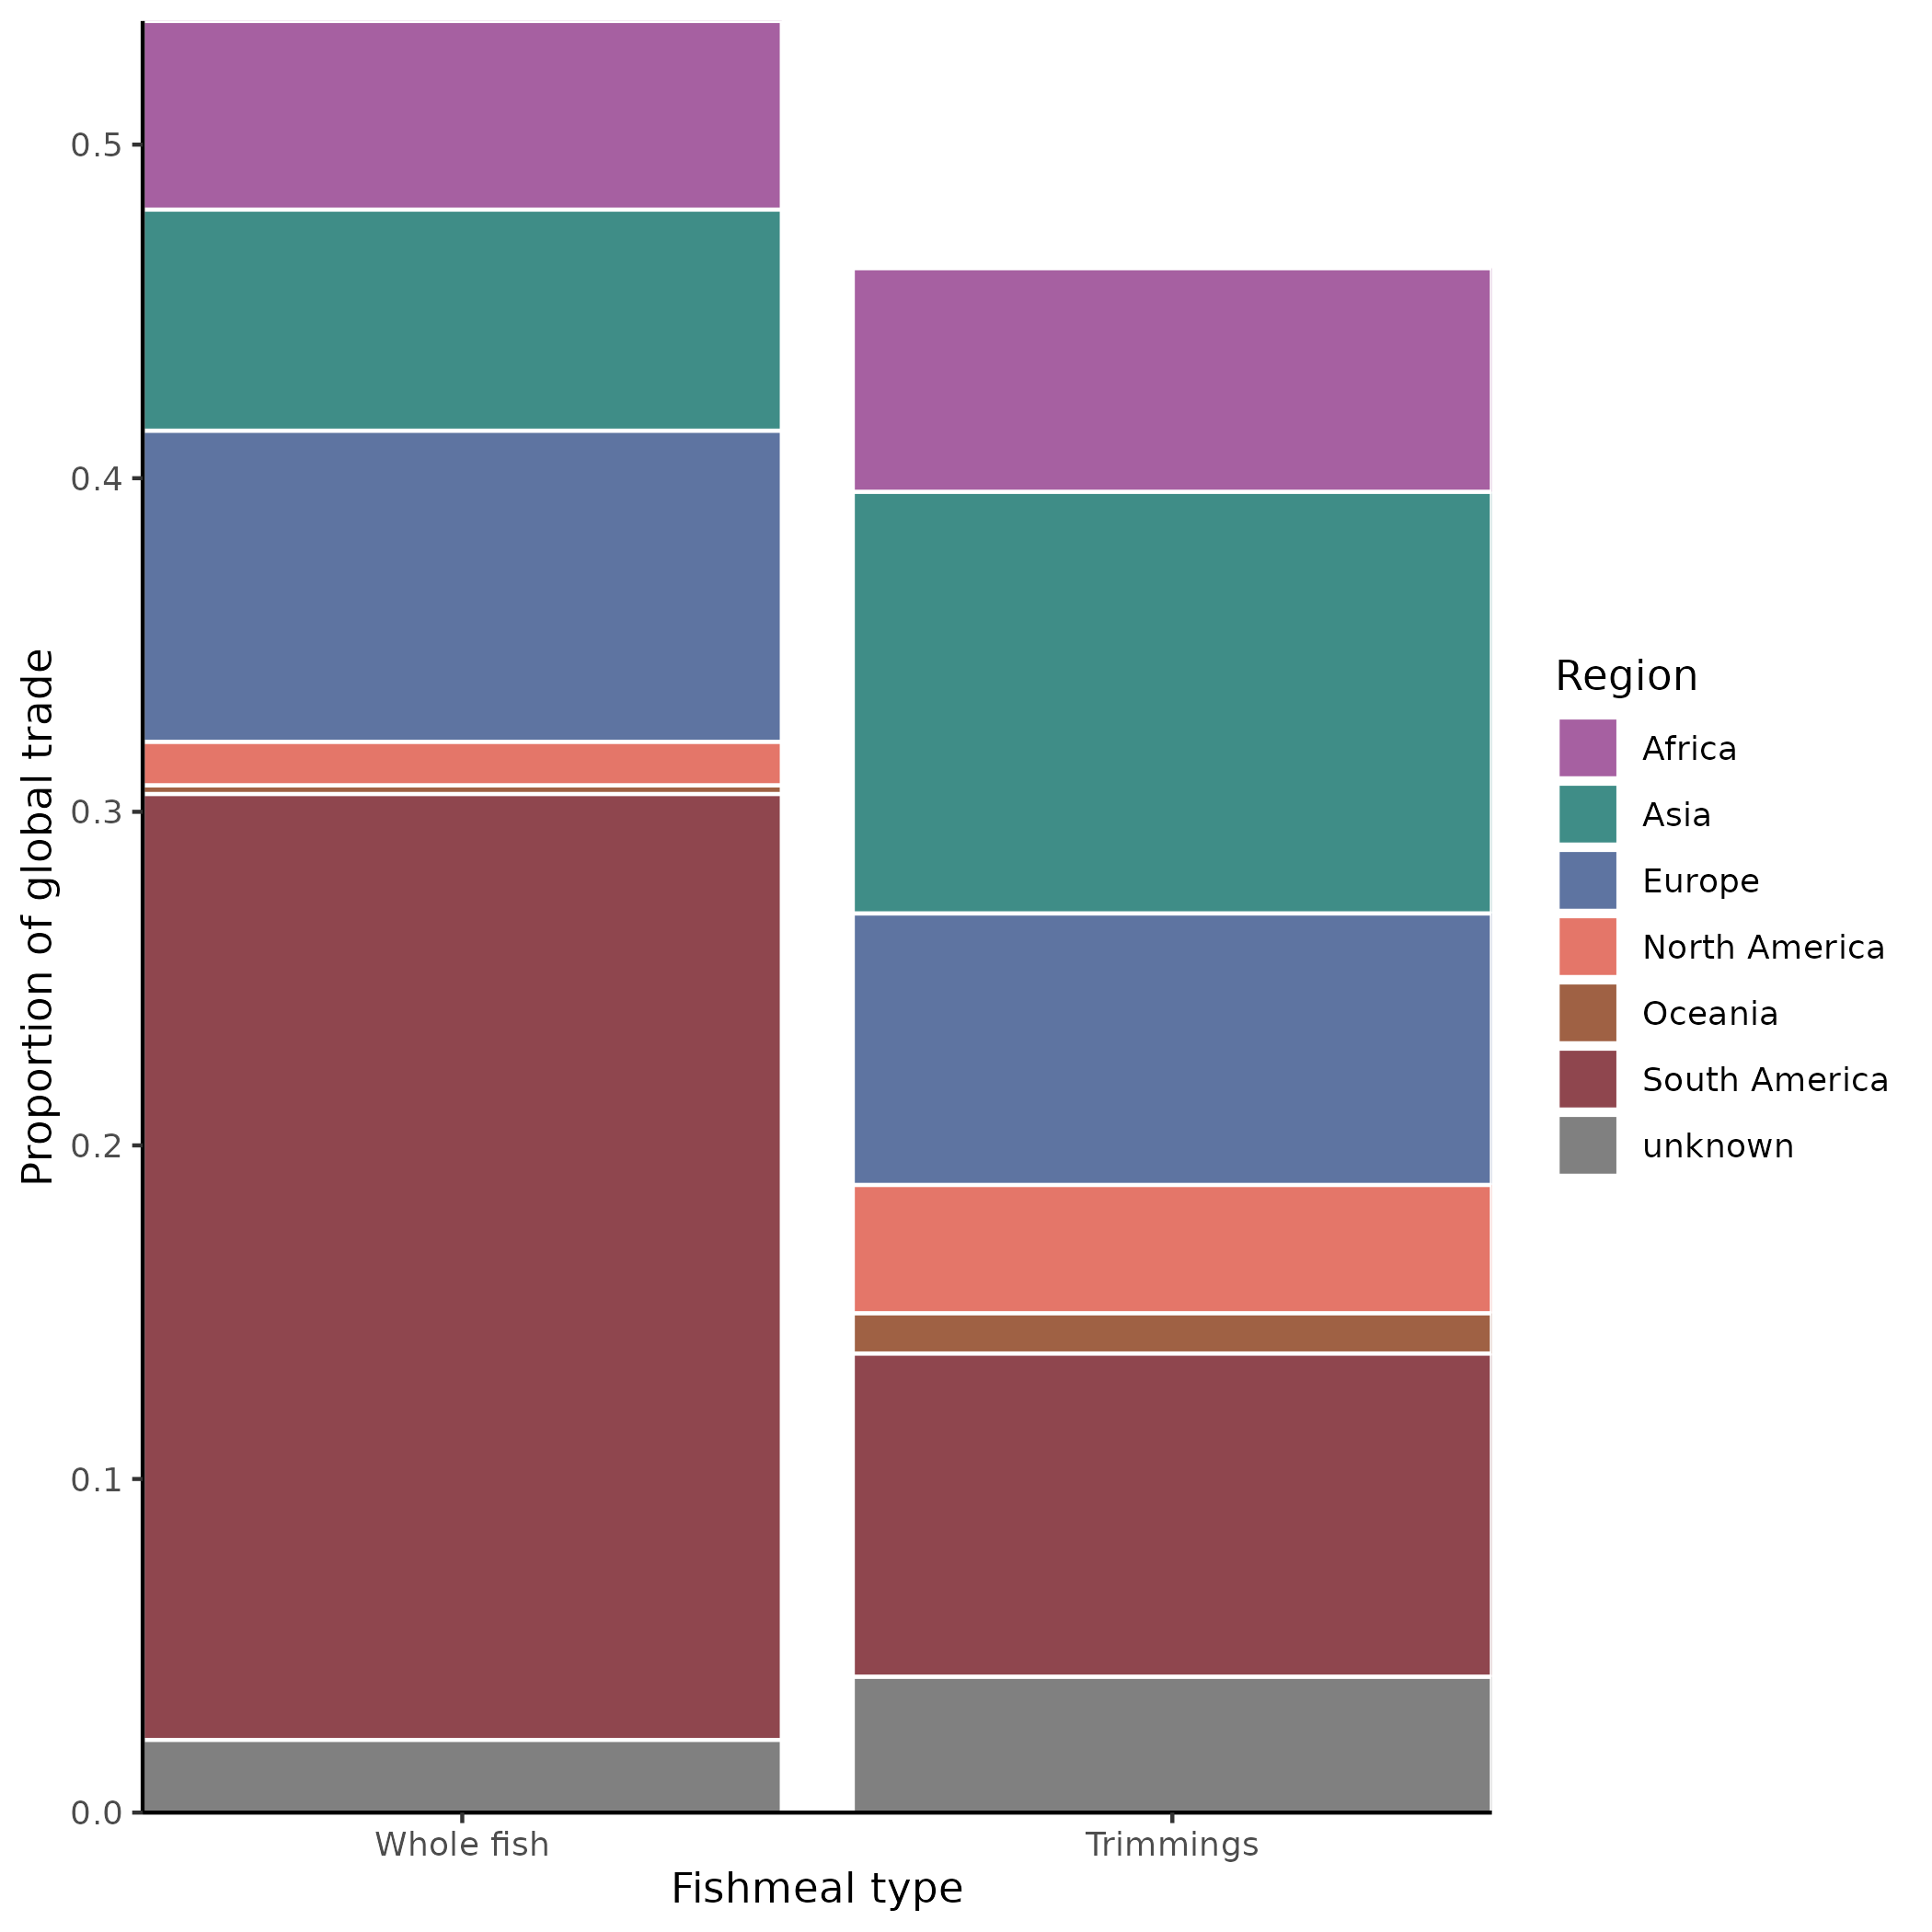 Proportion of global trade
0.5
0.4
0.3
0.2
0.1
0.0
Whole fish
Trimmings
Fishmeal type
Region
Africa
Asia
Europe
North America
Oceania
South America
unknown